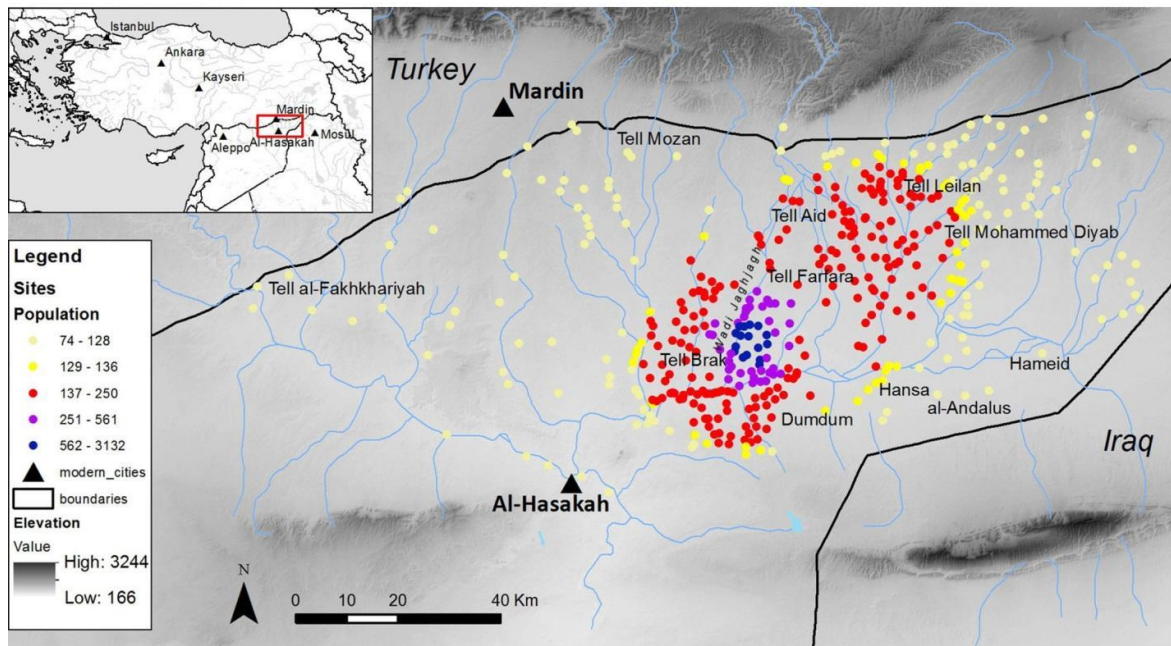 Istanbul
Ankara
Kayseri
Mardin
Al-Hasakah
Aleppo
Mosul
Turkey
Mardin
Tell Mozan
Tell Leilan
Tell Aid
Tell Mohammed Diyab
Wadi Jaghjagh
Tell Farfara
Tell al-Fakhkhariyah
Tell Brak
Hameid
Hansa
al-Andalus
Dumdum
Iraq
Al-Hasakah
Legend
Sites
Population
74 - 128
129 - 136
137 - 250
251 - 561
562 - 3132
modern_cities
boundaries
Elevation
Value
High: 3244
Low: 166
N
0 10 20 40 Km